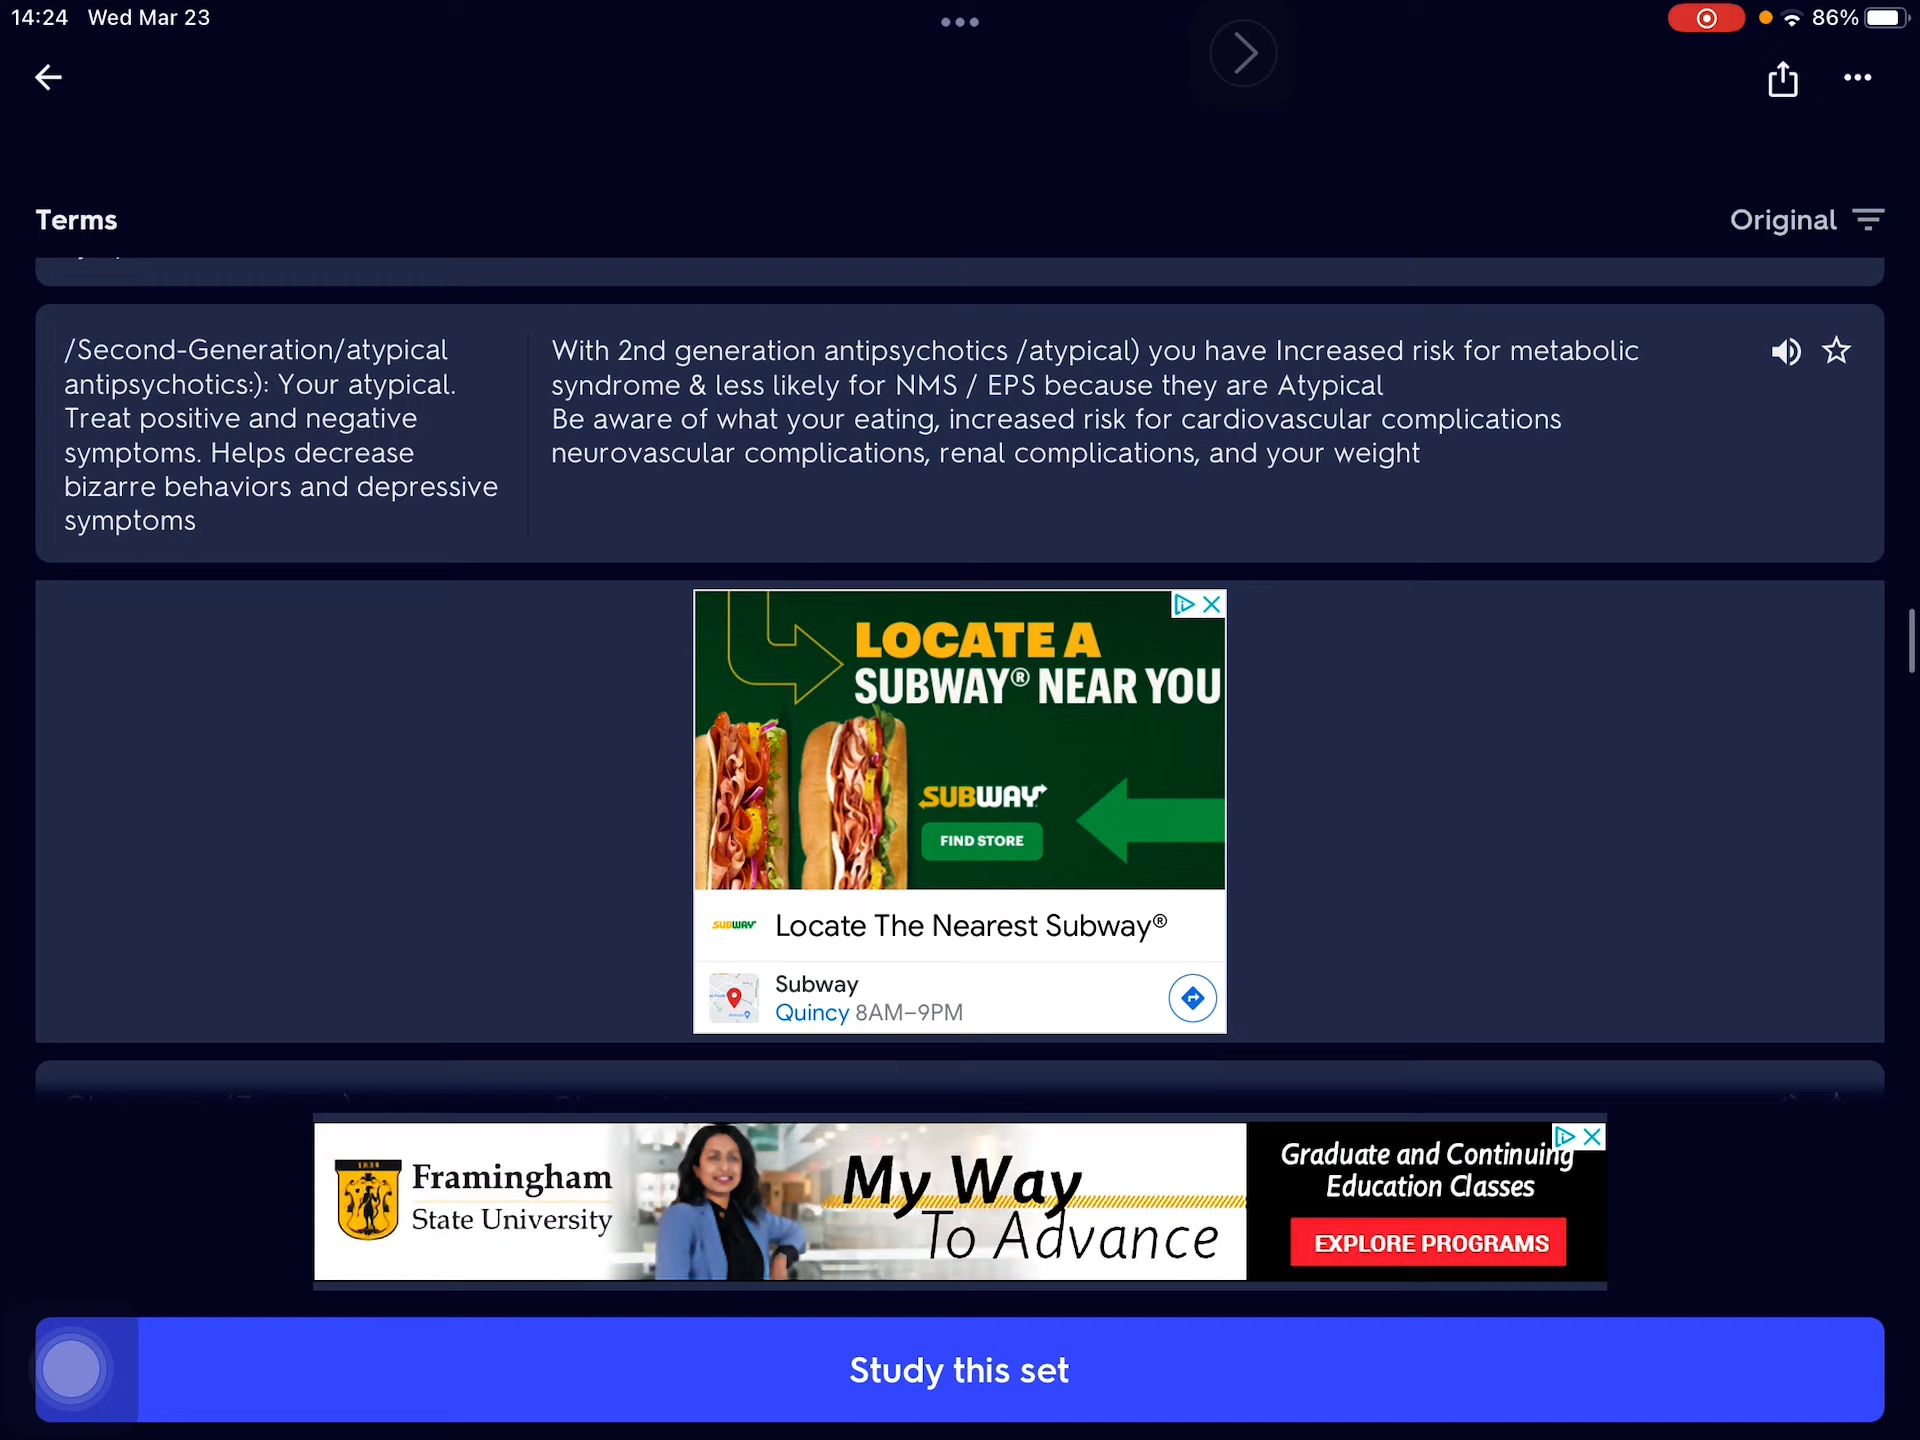 14:24 Wed Mar 23
86%
Terms
Original
/Second-Generation/atypical
antipsychotics:): Your atypical.
Treat positive and negative
symptoms. Helps decrease
bizarre behaviors and depressive
symptoms
With 2nd generation antipsychotics /atypical) you have Increased risk for metabolic
syndrome & less likely for NMS / EPS because they are Atypical
Be aware of what your eating, increased risk for cardiovascular complications
neurovascular complications, renal complications, and your weight
LOCATE A
SUBWAY® NEAR YOU
SUBWAY
FIND STORE
SUBWAY
Locate The Nearest Subway®
Subway
Quincy 8AM–9PM
Framingham
State University
My Way
To Advance
Graduate and Continuing
Education Classes
EXPLORE PROGRAMS
Study this set